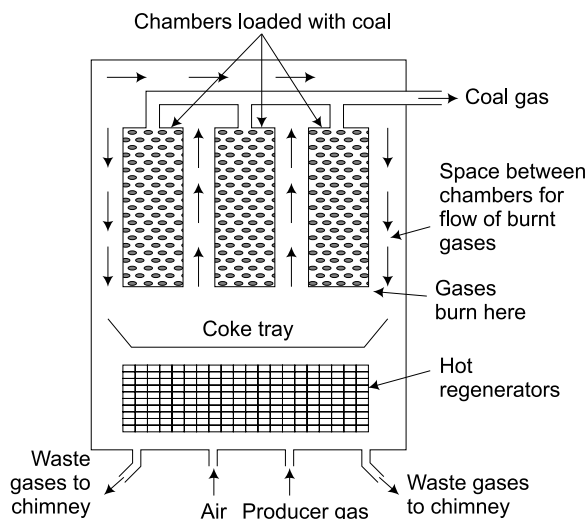 Chambers loaded with coal
Coal gas
Space between
chambers for
flow of burnt
gases
Gases
burn here
Coke tray
Hot
regenerators
Waste
gases to
chimney
Air
Producer gas
Waste gases
to chimney